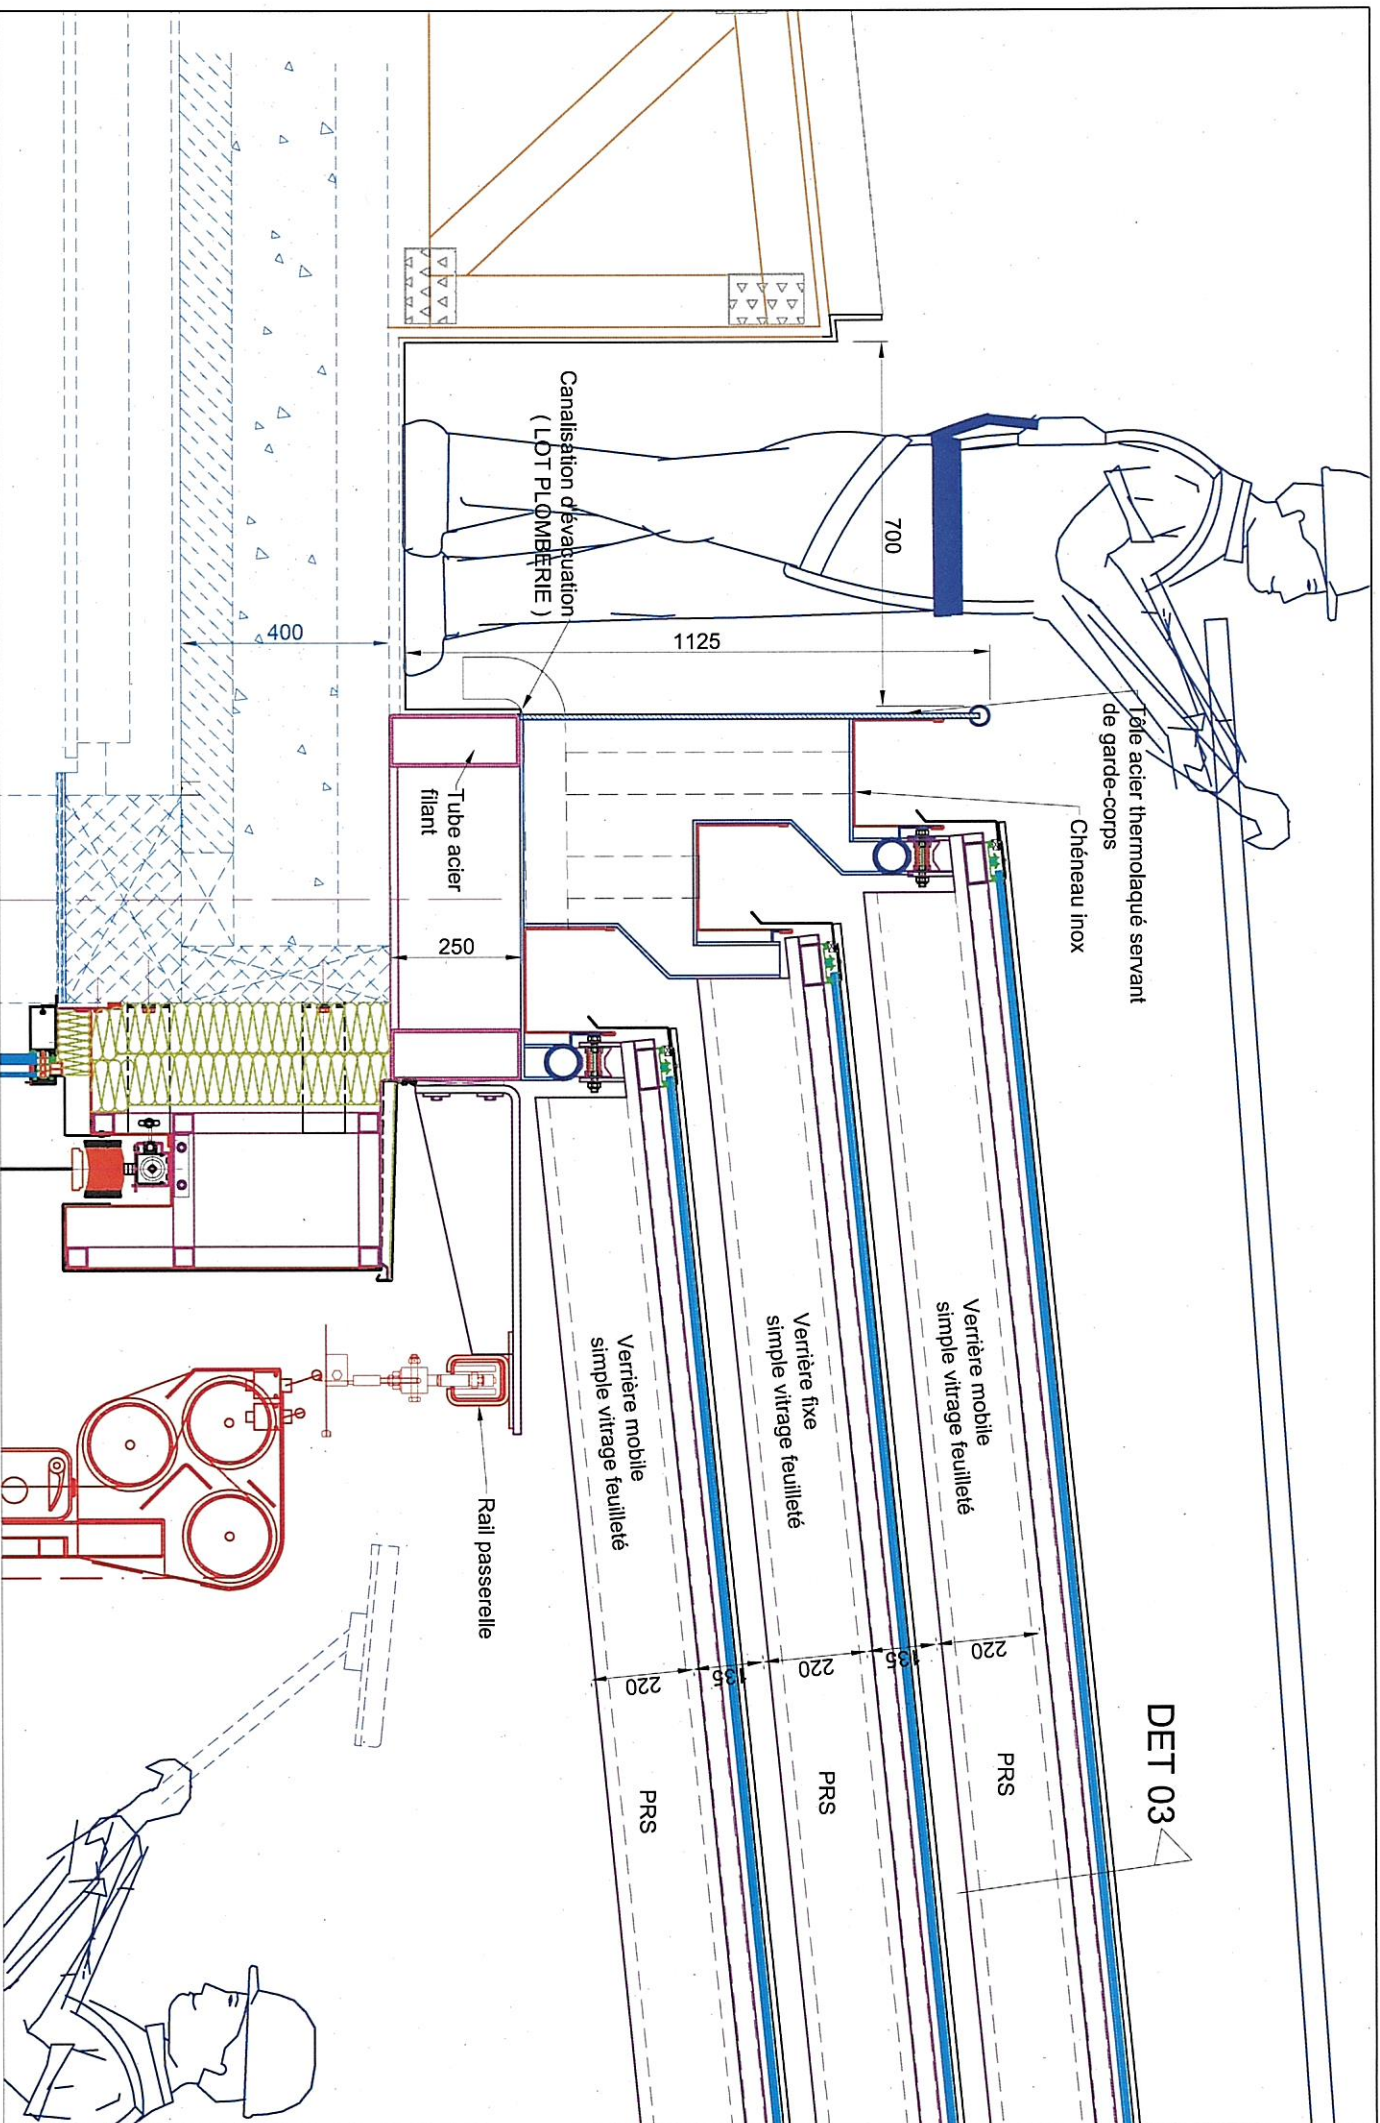 Tôle acier thermolaqué servant
de garde-corps
Chéneau inox
700
1125
Canalisation d'évacuation
( LOT PLOMBERIE )
400
Tube acier
filant
250
Verrière mobile
simple vitrage feuilleté
Verrière fixe
simple vitrage feuilleté
Verrière mobile
simple vitrage feuilleté
Rail passerelle
220
135
220
135
220
PRS
PRS
PRS
DET 03